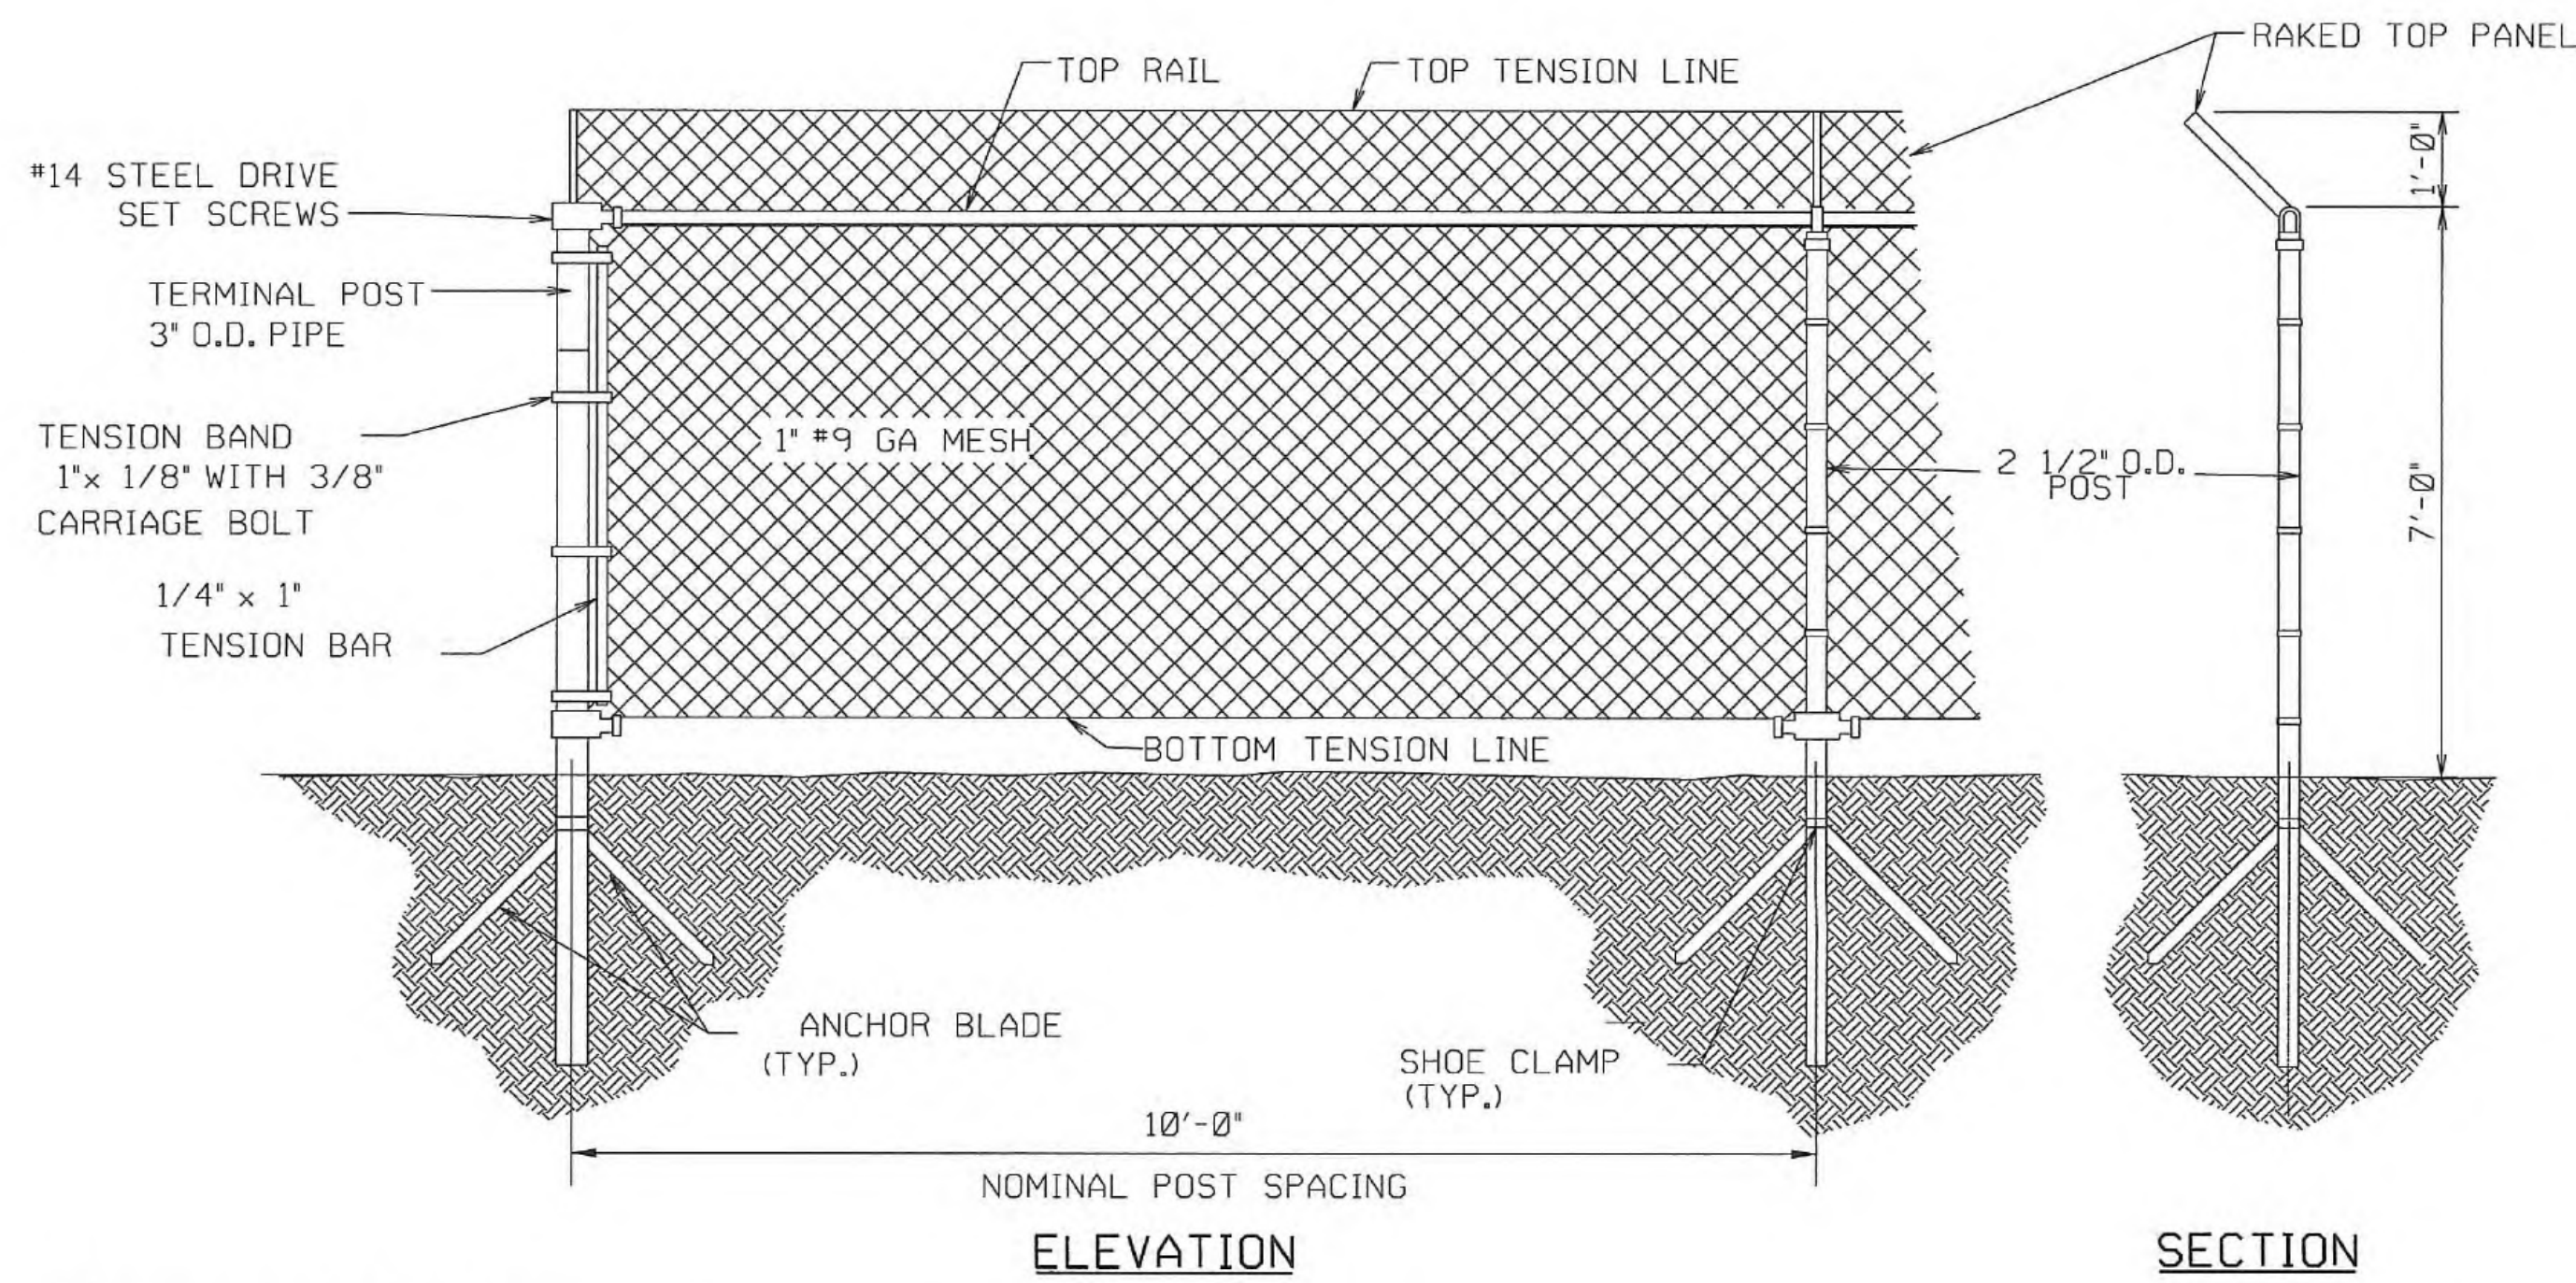 RAKED TOP PANEL
TOP RAIL
TOP TENSION LINE
#14 STEEL DRIVE
SET SCREWS
1'-0"
TERMINAL POST
3" O.D. PIPE
TENSION BAND
1"x 1/8" WITH 3/8"
CARRIAGE BOLT
1" #9 GA MESH
2 1/2" O.D.
POST
7'-0"
1/4" x 1"
TENSION BAR
BOTTOM TENSION LINE
ANCHOR BLADE
(TYP.)
SHOE CLAMP
(TYP.)
10'-0"
NOMINAL POST SPACING
ELEVATION
SECTION